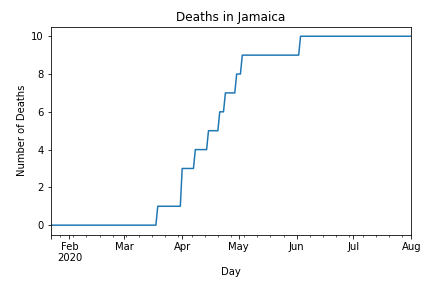 Deaths in Jamaica
Number of Deaths
10
8
6
4
2
0
Feb
2020
Mar
Apr
May
Jun
Jul
Aug
Day